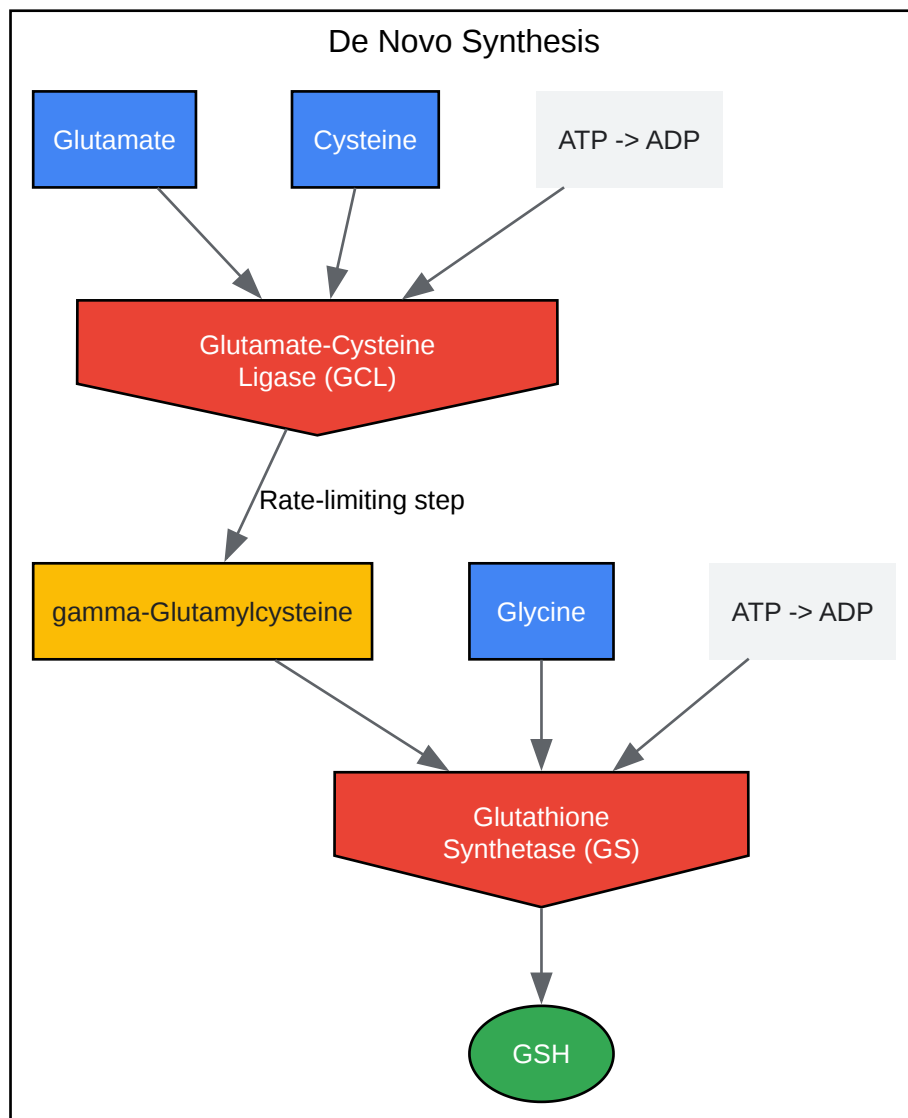 De Novo Synthesis
Glutamate
Cysteine
ATP -> ADP
Glutamate-Cysteine
Ligase (GCL)
Rate-limiting step
gamma-Glutamylcysteine
Glycine
ATP -> ADP
Glutathione
Synthetase (GS)
GSH